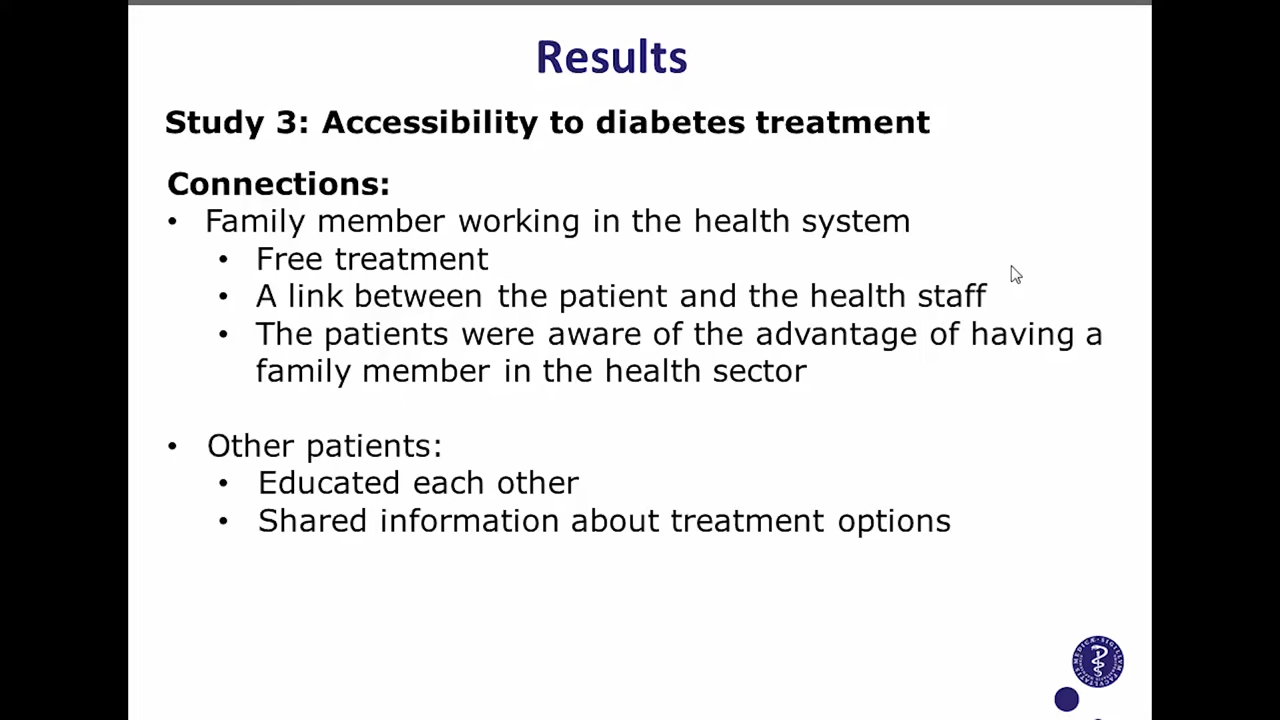 Results
Study 3: Accessibility to diabetes treatment
Connections:
• Family member working in the health system
• Free treatment
• A link between the patient and the health staff
• The patients were aware of the advantage of having a
family member in the health sector
• Other patients:
• Educated each other
• Shared information about treatment options